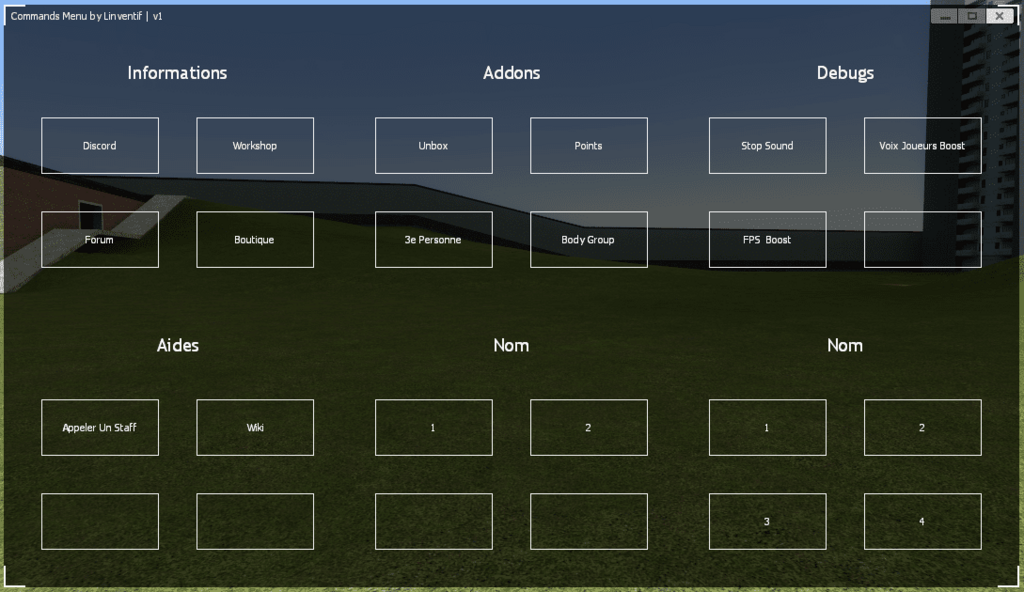 Commands Menu by Linventif | v1
Informations
Addons
Debugs
Discord
Workshop
Unbox
Points
Stop Sound
Voix Joueurs Boost
Forum
Boutique
3e Personne
Body Group
FPS Boost
Aides
Nom
Nom
Appeler Un Staff
Wiki
1
2
1
2
3
4